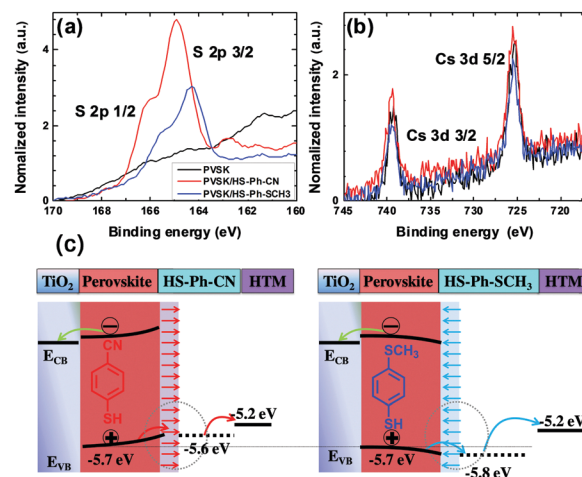 (a)
S 2p 3/2
S 2p 1/2
PVSK
PVSK/HS-Ph-CN
PVSK/HS-Ph-SCH3
Nomalized intensity (a.u.)
0
2
4
170
168
166
164
162
160
Binding energy (eV)
(b)
Cs 3d 5/2
Cs 3d 3/2
Nomalized intensity (a.u.)
0
2
745
740
735
730
725
720
Binding energy (eV)
(c)
TiO2 Perovskite HS-Ph-CN HTM
ECB
CN
SH
EVB
-5.7 eV
-5.6 eV
-5.2 eV
TiO2 Perovskite HS-Ph-SCH3 HTM
ECB
SCH3
SH
EVB
-5.7 eV
-5.8 eV
-5.2 eV